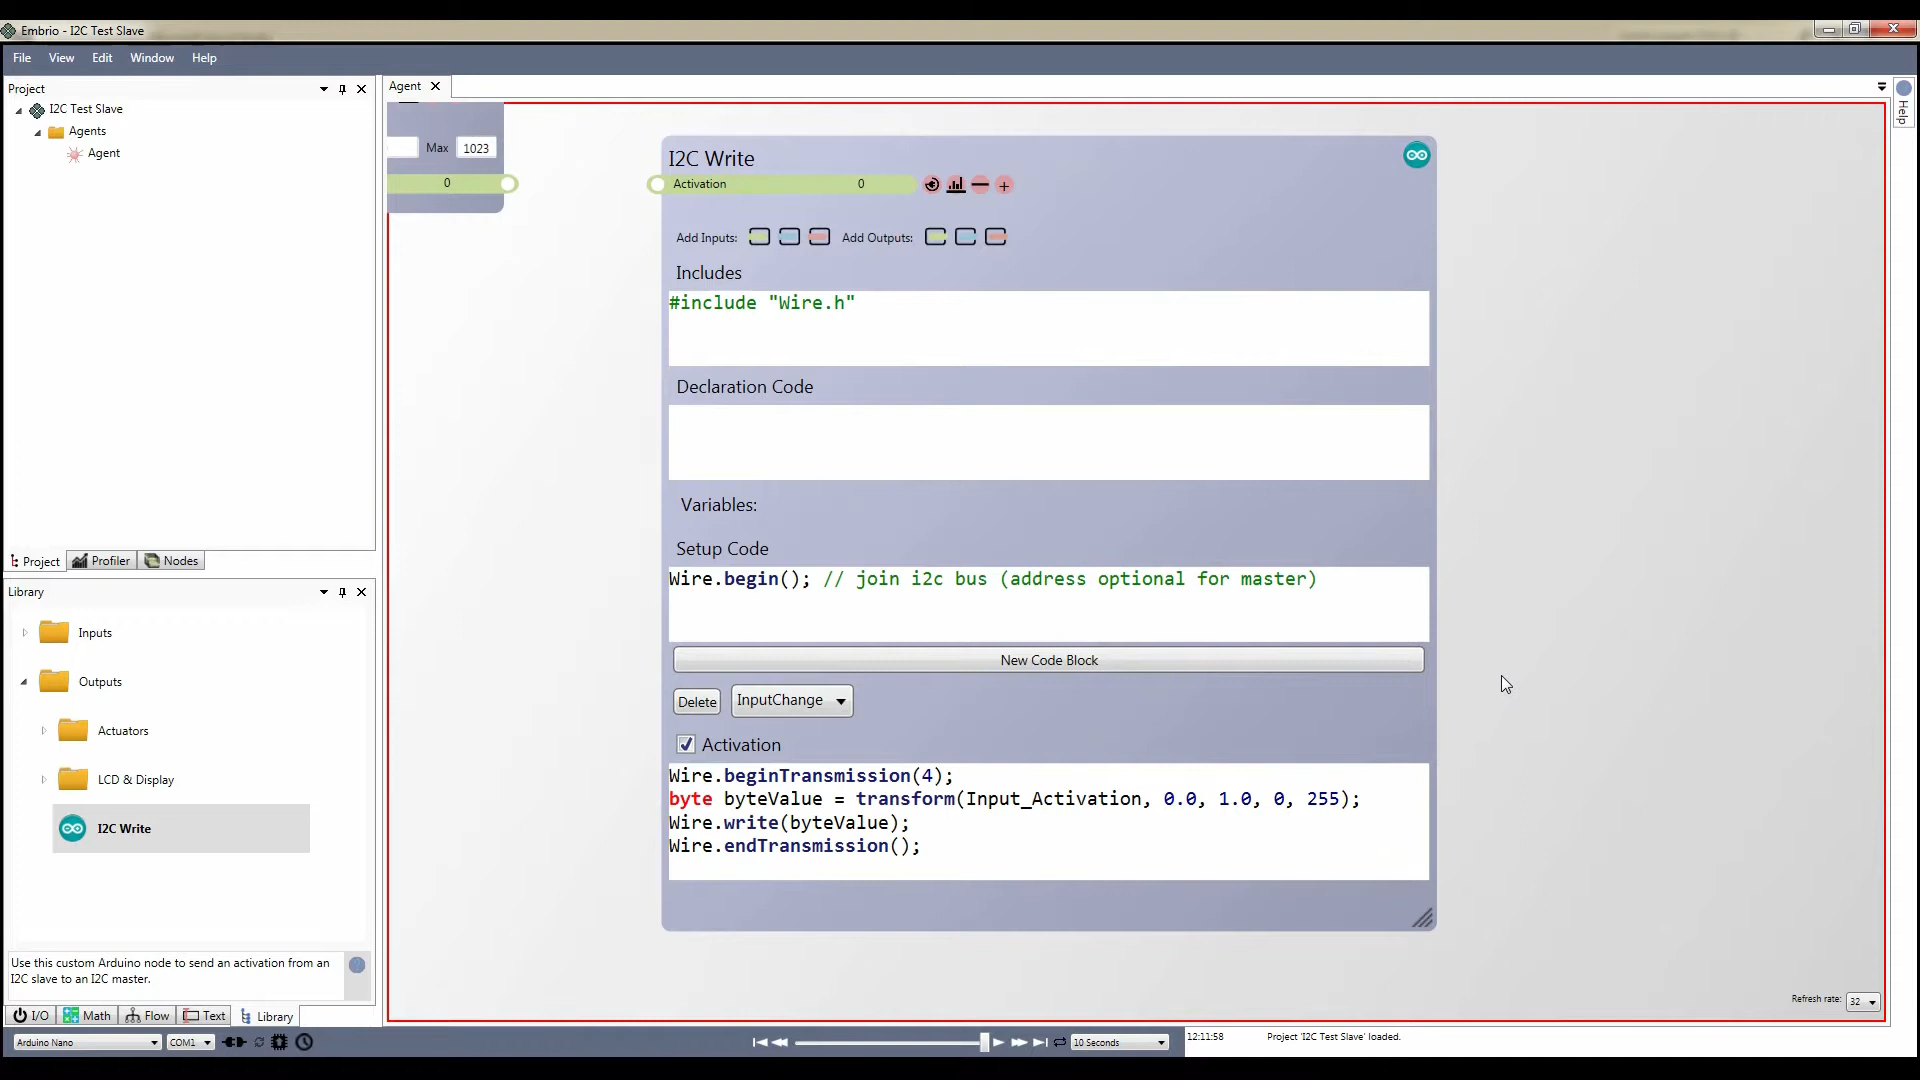 Embrio - I2C Test Slave
File View Edit Window Help
Project
I2C Test Slave
Agents
Agent
Project Profiler Nodes
Library
Inputs
Outputs
Actuators
LCD & Display
I2C Write
Use this custom Arduino node to send an activation from an
I2C slave to an I2C master.
I/O Math Flow Text Library
Arduino Nano COM1
Agent
Max 1023
0
I2C Write
Activation 0
Add Inputs: Add Outputs:
Includes
#include "Wire.h"
Declaration Code
Variables:
Setup Code
Wire.begin(); // join i2c bus (address optional for master)
New Code Block
Delete InputChange
Activation
Wire.beginTransmission(4);
byte byteValue = transform(Input_Activation, 0.0, 1.0, 0, 255);
Wire.write(byteValue);
Wire.endTransmission();
Help
Refresh rate: 32
10 Seconds
12:11:58 Project 'I2C Test Slave' loaded.